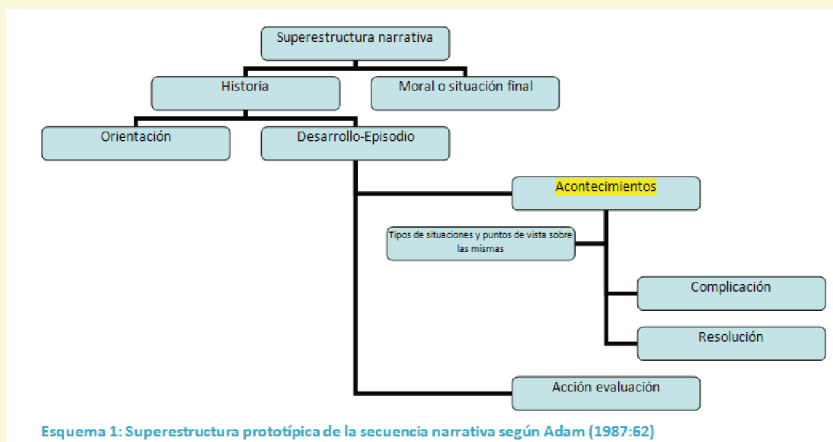 Superestructura narrativa
Historia
Moral o situación final
Orientación
Desarrollo-Episodio
Acontecimientos
Tipos de situaciones y puntos de vista sobre
las mismas
Complicación
Resolución
Acción evaluación
Esquema 1: Superestructura prototípica de la secuencia narrativa según Adam (1987:62)